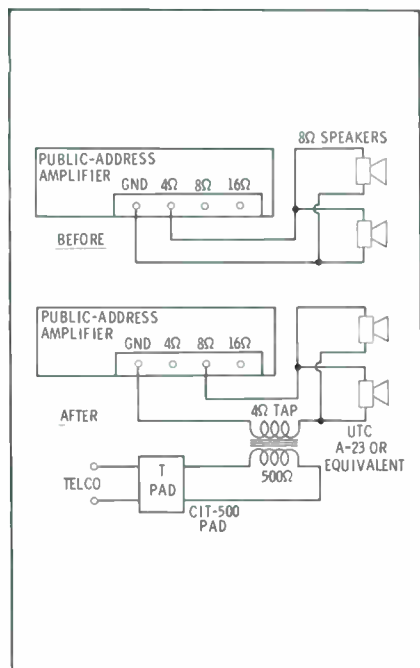 8Ω SPEAKERS
PUBLIC-ADDRESS
AMPLIFIER
GND 4Ω 8Ω 16Ω
BEFORE
PUBLIC-ADDRESS
AMPLIFIER
GND 4Ω 8Ω 16Ω
AFTER
4Ω TAP
UTC
A-23 OR
EQUIVALENT
500Ω
TELCO
T
PAD
CIT-500
PAD